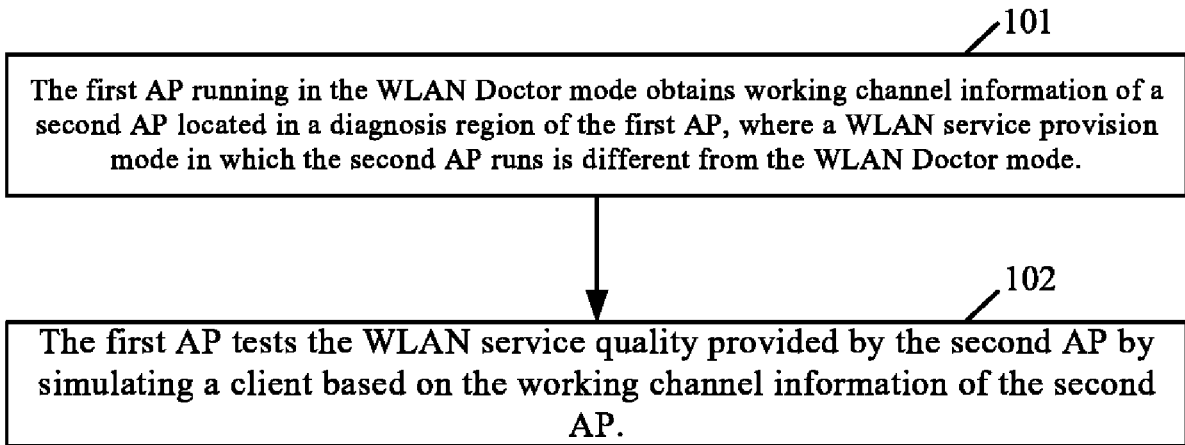 101
The first AP running in the WLAN Doctor mode obtains working channel information of a
second AP located in a diagnosis region of the first AP, where a WLAN service provision
mode in which the second AP runs is different from the WLAN Doctor mode.
102
The first AP tests the WLAN service quality provided by the second AP by
simulating a client based on the working channel information of the second
AP.